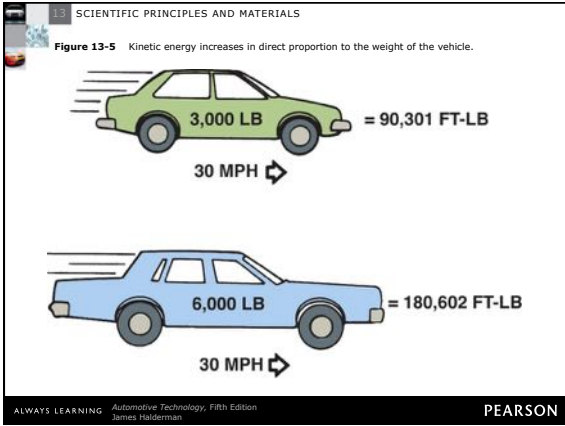 13 SCIENTIFIC PRINCIPLES AND MATERIALS
Figure 13-5 Kinetic energy increases in direct proportion to the weight of the vehicle.
3,000 LB = 90,301 FT-LB
30 MPH
6,000 LB = 180,602 FT-LB
30 MPH
ALWAYS LEARNING Automotive Technology, Fifth Edition
James Halderman
PEARSON